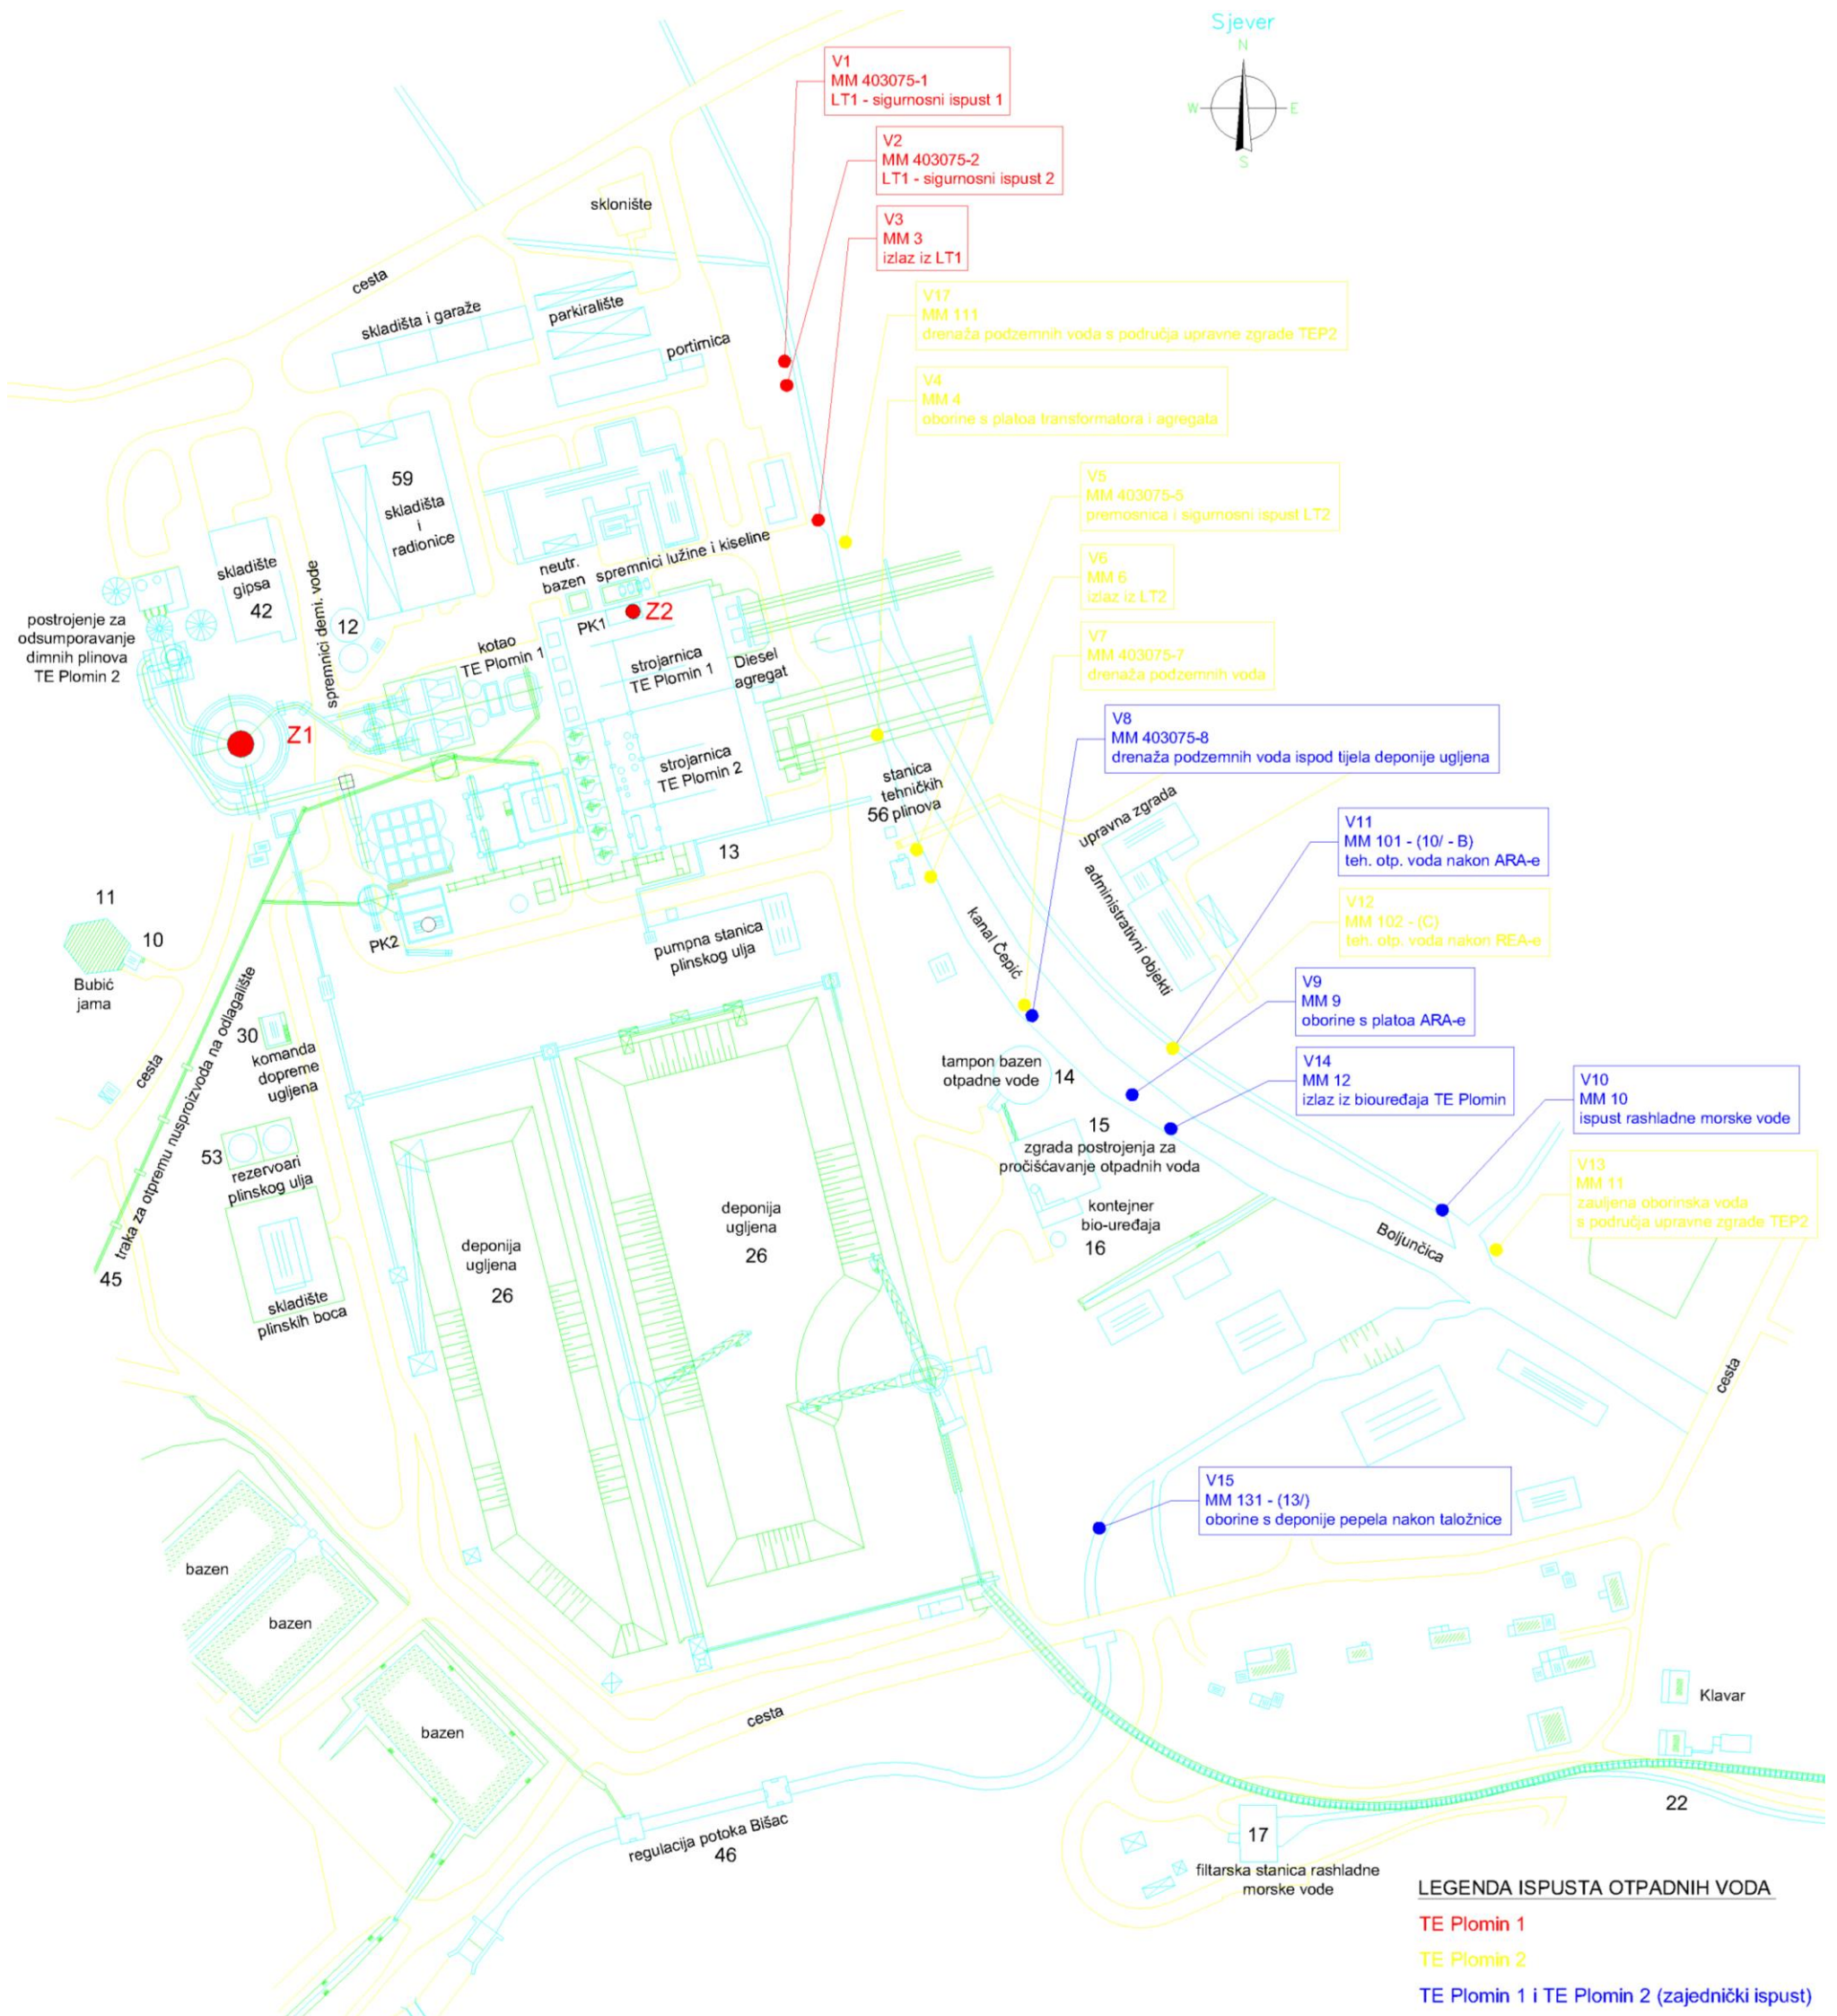 Sjever
N
W
E
S
V1
MM 403075-1
LT1 - sigurnosni ispust 1
V2
MM 403075-2
LT1 - sigurnosni ispust 2
V3
MM 3
izlaz iz LT1
V17
MM 111
drenaža podzemnih voda s područja upravne zgrade TEP2
V4
MM 4
oborine s platoa transformatora i agregata
V5
MM 403075-5
premosnica i sigurnosni ispust LT2
V6
MM 6
izlaz iz LT2
V7
MM 403075-7
drenaža podzemnih voda
V8
MM 403075-8
drenaža podzemnih voda ispod tijela deponije ugljena
V11
MM 101 - (10/ - B)
teh. otp. voda nakon ARA-e
V12
MM 102 - (C)
teh. otp. voda nakon REA-e
V9
MM 9
oborine s platoa ARA-e
V14
MM 12
izlaz iz biouređaja TE Plomin
V10
MM 10
ispust rashladne morske vode
V13
MM 11
zauljena oborinska voda
s područja upravne zgrade TEP2
V15
MM 131 - (13/)
oborine s deponije pepela nakon taložnice
sklonište
cesta
skladišta i garaže
parkiralište
portirnica
59
skladišta
i
radionice
skladište
gipsa
42
spremnici demi. vode
12
neutr.
bazen
spremnici lužine i kiseline
PK1
Z2
postrojenje za
odsumporavanje
dimnih plinova
TE Plomin 2
Z1
kotao
TE Plomin 1
strojarnica
TE Plomin 1
Diesel
agregat
strojarnica
TE Plomin 2
stanica
tehničkih
56 plinova
upravna zgrada
administrativni objekti
kanal Čepić
13
11
10
Bubić
jama
PK2
pumpna stanica
plinskog ulja
cesta
traka za otpremu nusproizvoda na odlagalište
45
30
komanda
dopreme
ugljena
53
rezervoari
plinskog ulja
skladište
plinskih boca
tampon bazen
otpadne vode
14
15
zgrada postrojenja za
pročišćavanje otpadnih voda
kontejner
bio-uređaja
16
Boljunčica
deponija
ugljena
26
deponija
ugljena
26
cesta
bazen
bazen
bazen
cesta
regulacija potoka Bišac
46
Klavar
22
17
filtarska stanica rashladne
morske vode
LEGENDA ISPUSTA OTPADNIH VODA
TE Plomin 1
TE Plomin 2
TE Plomin 1 i TE Plomin 2 (zajednički ispust)